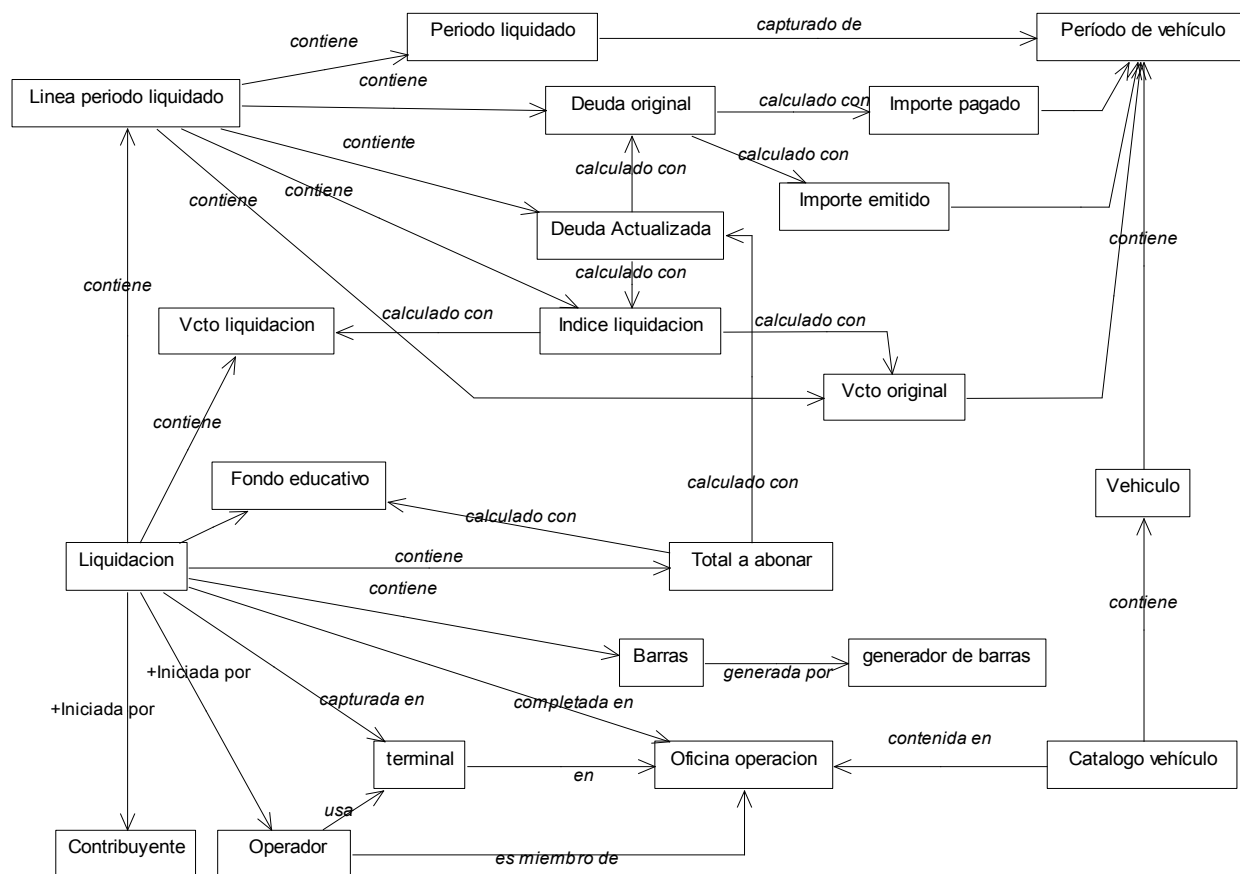 Periodo liquidado
capturado de
Período de vehículo
contiene
contiene
Linea periodo liquidado
Deuda original
calculado con
Importe pagado
contiente
calculado con
calculado con
contiene
contiene
Importe emitido
Deuda Actualizada
contiene
calculado con
contiene
Vcto liquidacion
calculado con
Indice liquidacion
calculado con
Vcto original
contiene
Fondo educativo
calculado con
Vehiculo
calculado con
Liquidacion
contiene
Total a abonar
contiene
contiene
Barras
generada por
generador de barras
+Iniciada por
+Iniciada por
capturada en
completada en
terminal
en
Oficina operacion
contenida en
Catalogo vehículo
usa
Contribuyente
Operador
es miembro de